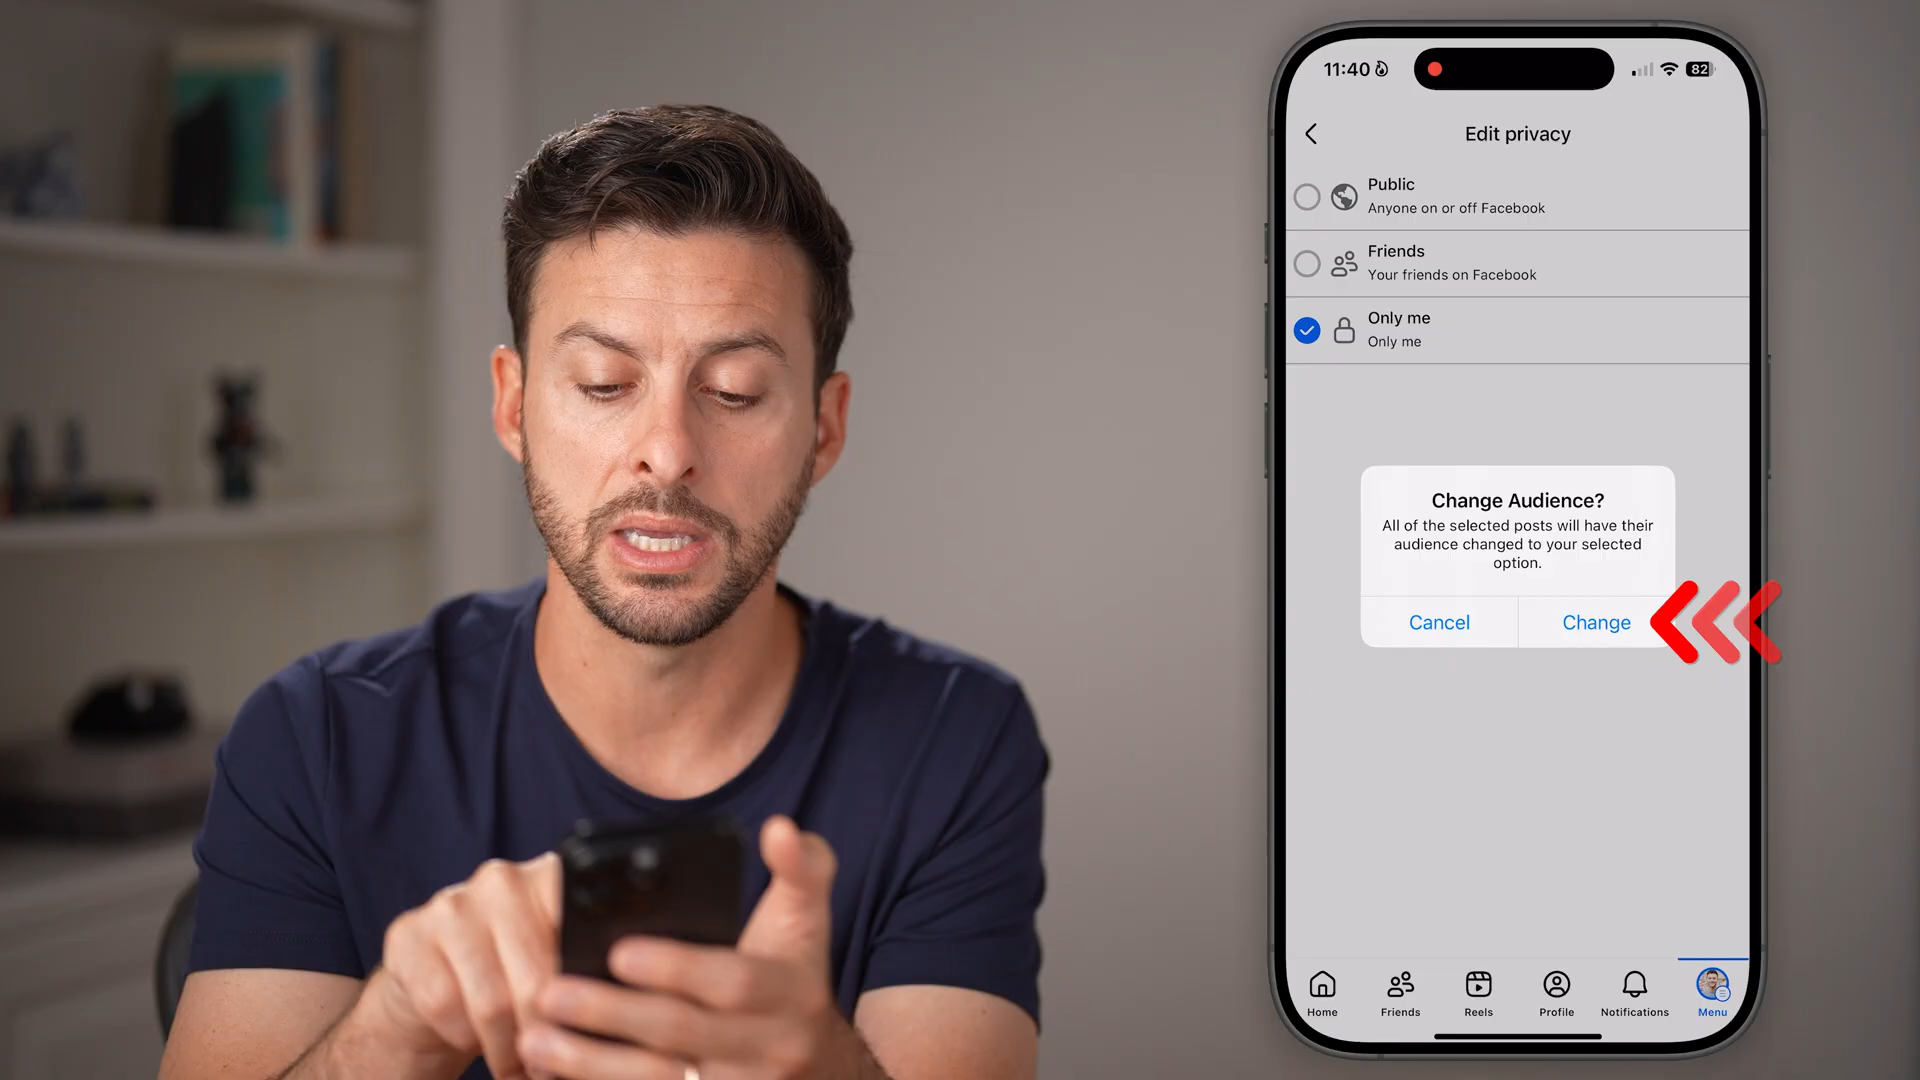 11:40
82
Edit privacy
Public
Anyone on or off Facebook
Friends
Your friends on Facebook
Only me
Only me
Change Audience?
All of the selected posts will have their
audience changed to your selected
option.
Cancel
Change
Home
Friends
Reels
Profile
Notifications
Menu